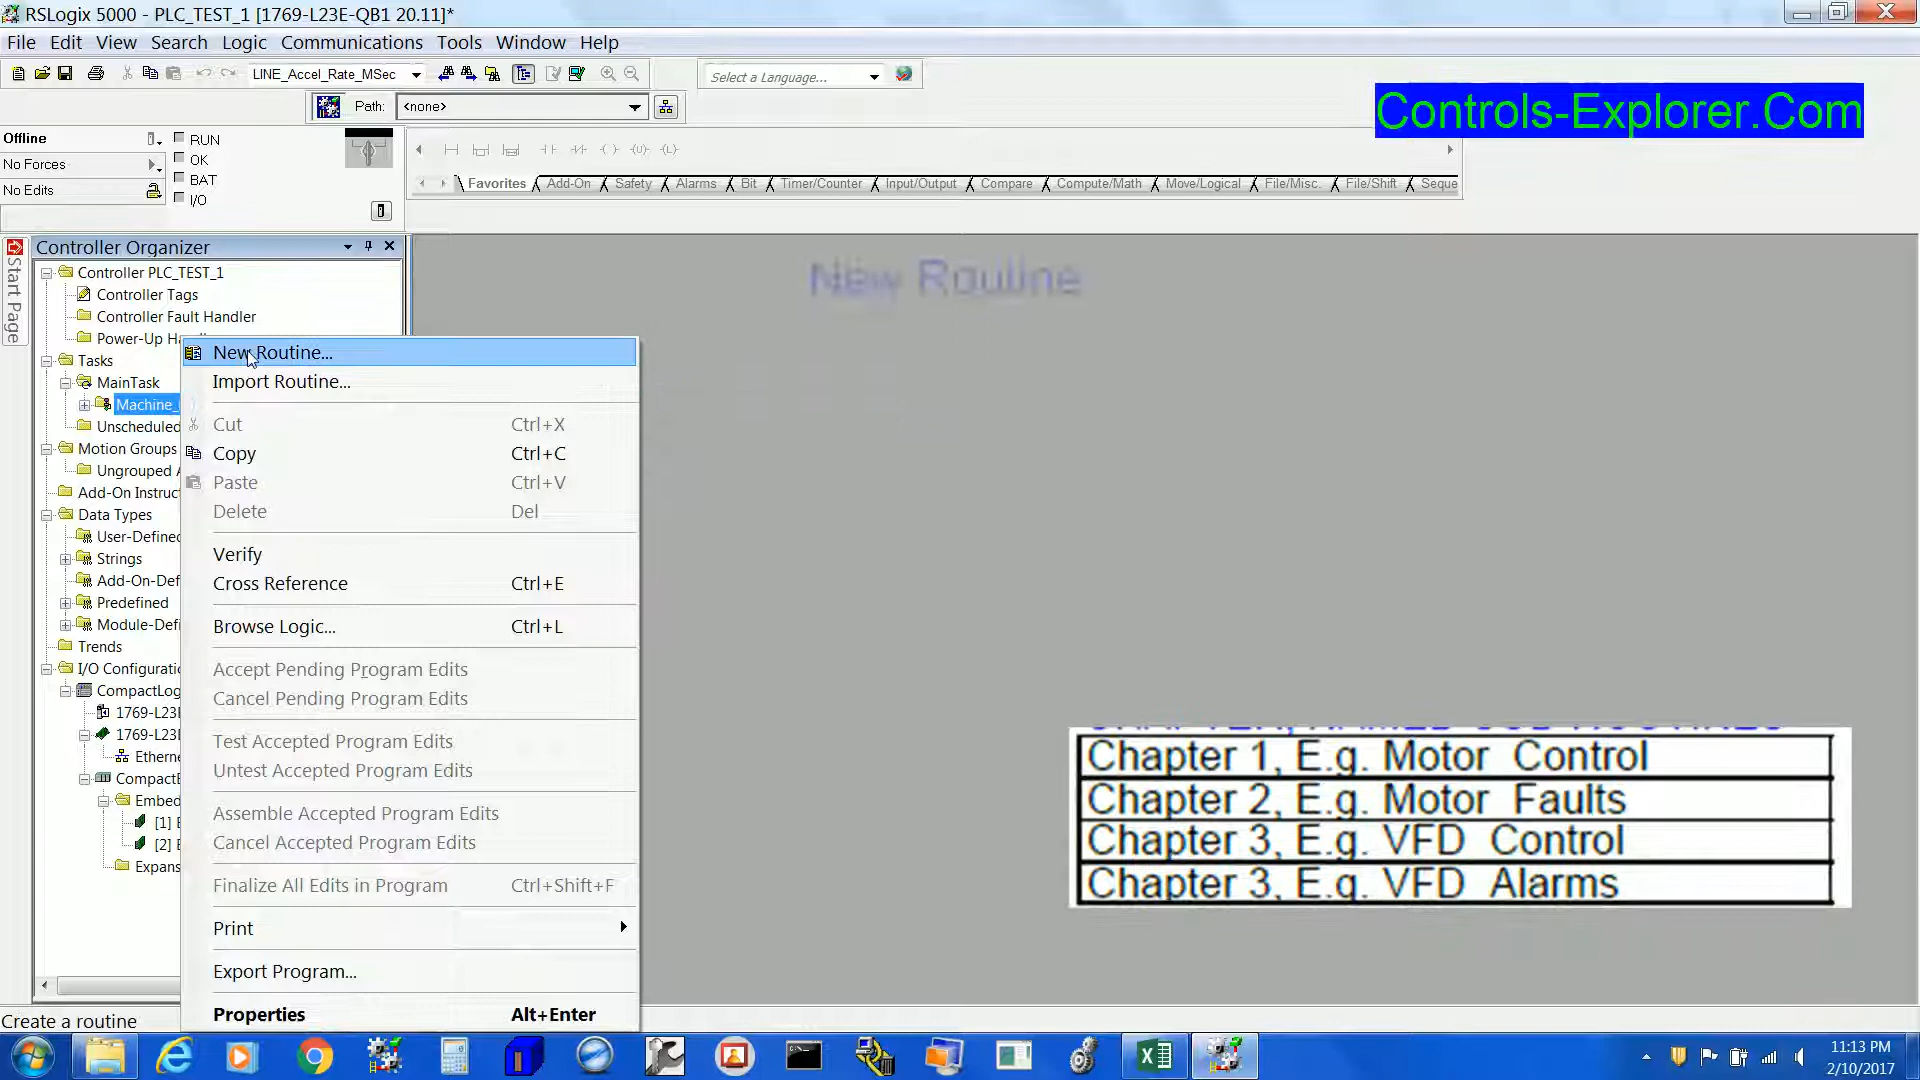 RSLogix 5000 - PLC_TEST_1 [1769-L23E-QB1 20.11]*
File Edit View Search Logic Communications Tools Window Help
LINE_Accel_Rate_MSec
Select a Language...
Path: <none>
Controls-Explorer.Com
Offline
RUN
No Forces
OK
No Edits
BAT
I/O
Favorites Add-On Safety Alarms Bit Timer/Counter Input/Output Compare Compute/Math Move/Logical File/Misc. File/Shift Seque
Start Page
Controller Organizer
Controller PLC_TEST_1
Controller Tags
Controller Fault Handler
Power-Up Ha
Tasks
MainTask
Machine_
Unscheduled
Motion Groups
Ungrouped A
Add-On Instruc
Data Types
User-Defined
Strings
Add-On-Def
Predefined
Module-Defi
Trends
I/O Configuratio
CompactLog
1769-L23E
1769-L23E
Etherne
CompactB
Embed
[1] E
[2] E
Expans
New Routine...
Import Routine...
Cut Ctrl+X
Copy Ctrl+C
Paste Ctrl+V
Delete Del
Verify
Cross Reference Ctrl+E
Browse Logic... Ctrl+L
Accept Pending Program Edits
Cancel Pending Program Edits
Test Accepted Program Edits
Untest Accepted Program Edits
Assemble Accepted Program Edits
Cancel Accepted Program Edits
Finalize All Edits in Program Ctrl+Shift+F
Print
Export Program...
Properties Alt+Enter
New Routine
Chapter 1, E.g. Motor Control
Chapter 2, E.g. Motor Faults
Chapter 3, E.g. VFD Control
Chapter 3, E.g. VFD Alarms
Create a routine
11:13 PM
2/10/2017